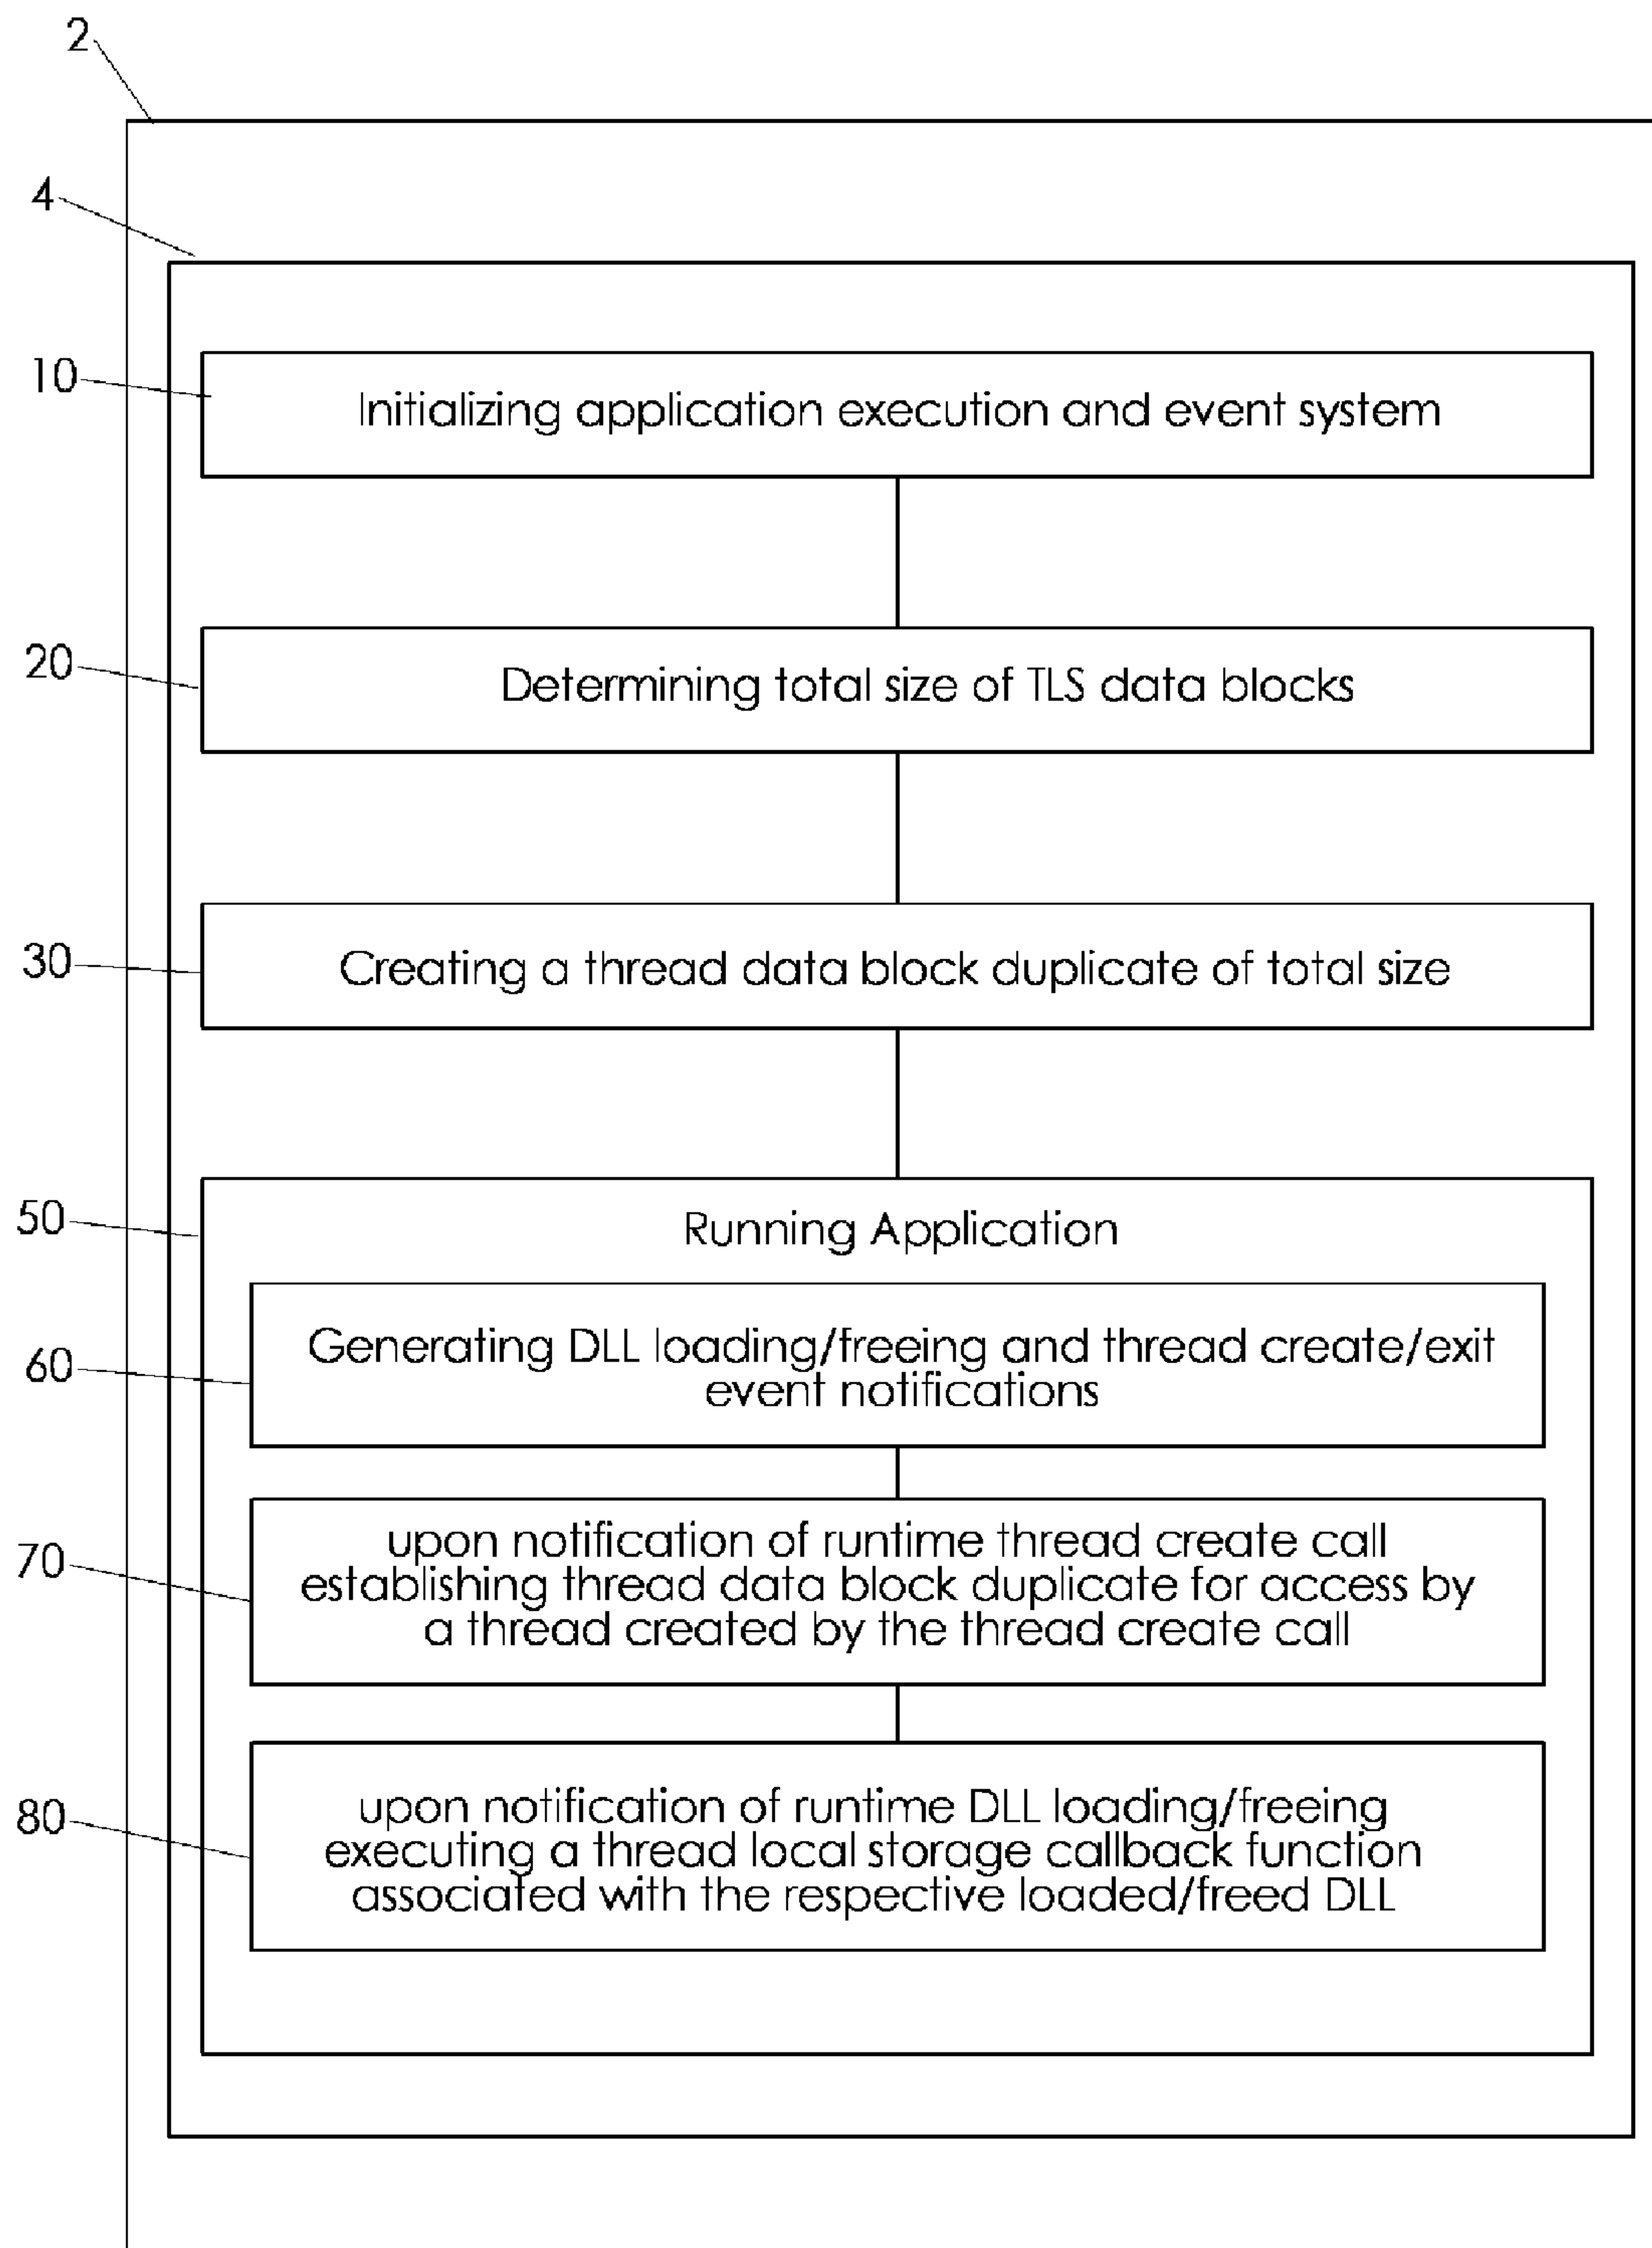 2
4
10
Initializing application execution and event system
20
Determining total size of TLS data blocks
30
Creating a thread data block duplicate of total size
50
Running Application
60
Generating DLL loading/freeing and thread create/exit
event notifications
70
upon notification of runtime thread create call
establishing thread data block duplicate for access by
a thread created by the thread create call
80
upon notification of runtime DLL loading/freeing
executing a thread local storage callback function
associated with the respective loaded/freed DLL